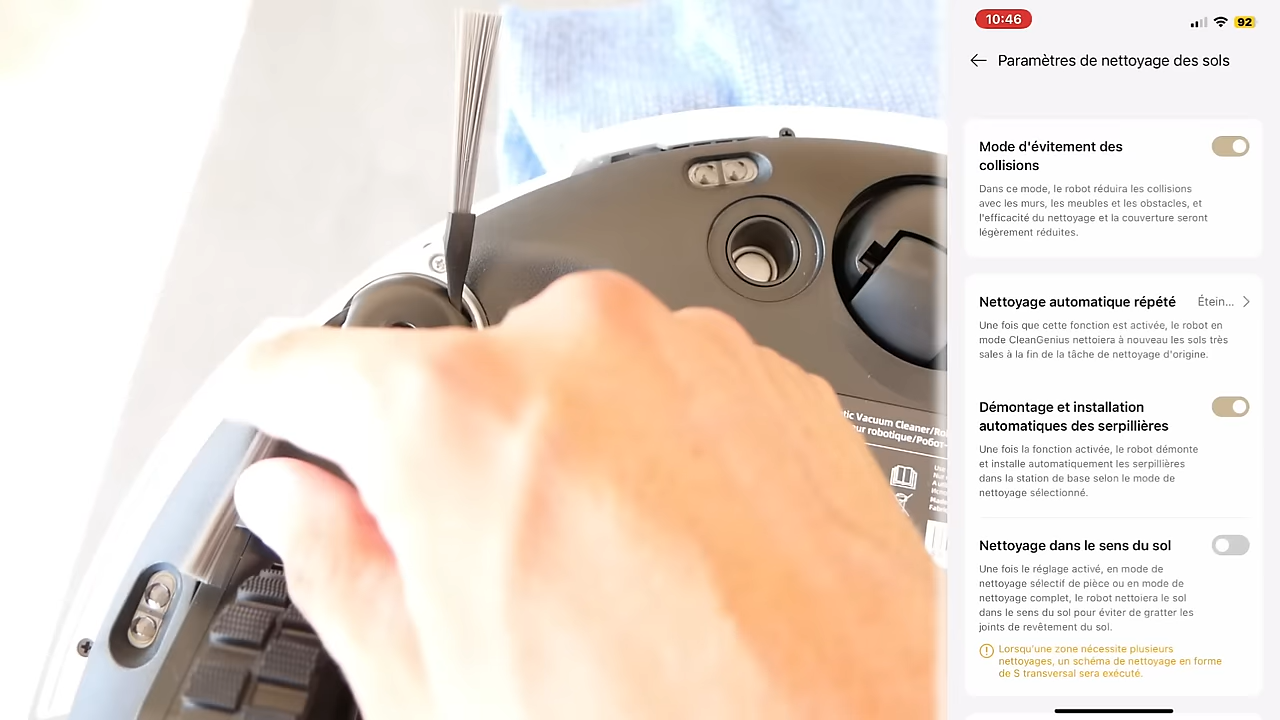 10:46
92
Paramètres de nettoyage des sols
Mode d'évitement des
collisions
Dans ce mode, le robot réduira les collisions
avec les murs, les meubles et les obstacles, et
l'efficacité du nettoyage et la couverture seront
légèrement réduites.
Nettoyage automatique répété
Étein...
Une fois que cette fonction est activée, le robot en
mode CleanGenius nettoiera à nouveau les sols très
sales à la fin de la tâche de nettoyage d'origine.
Démontage et installation
automatiques des serpillières
Une fois la fonction activée, le robot démonte
et installe automatiquement les serpillières
dans la station de base selon le mode de
nettoyage sélectionné.
Nettoyage dans le sens du sol
Une fois le réglage activé, en mode de
nettoyage sélectif de pièce ou en mode de
nettoyage complet, le robot nettoiera le sol
dans le sens du sol pour éviter de gratter les
joints de revêtement du sol.
Lorsqu'une zone nécessite plusieurs
nettoyages, un schéma de nettoyage en forme
de S transversal sera exécuté.
tic Vacuum Cleaner/Ro
ur robotique/Робот-